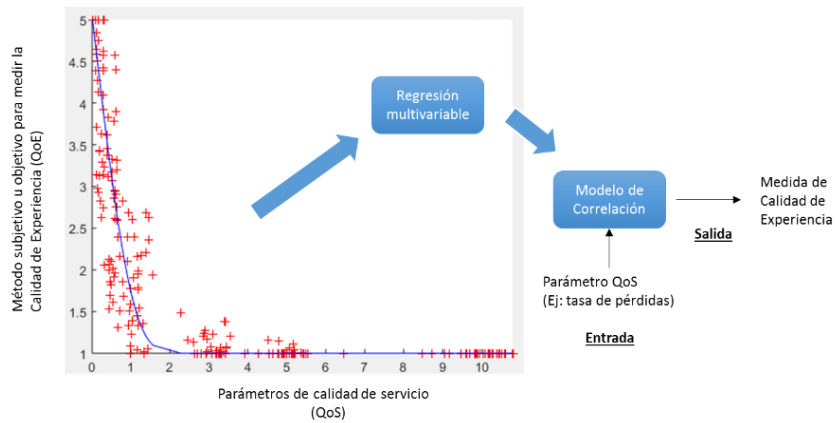 Método subjetivo u objetivo para medir la
Calidad de Experiencia (QoE)
5
4.5
4
3.5
3
2.5
2
1.5
1
0
1
2
3
4
5
6
7
8
9
10
Parámetros de calidad de servicio
(QoS)
Regresión
multivariable
Modelo de
Correlación
Medida de
Calidad de
Experiencia
Salida
Parámetro QoS
(Ej: tasa de pérdidas)
Entrada